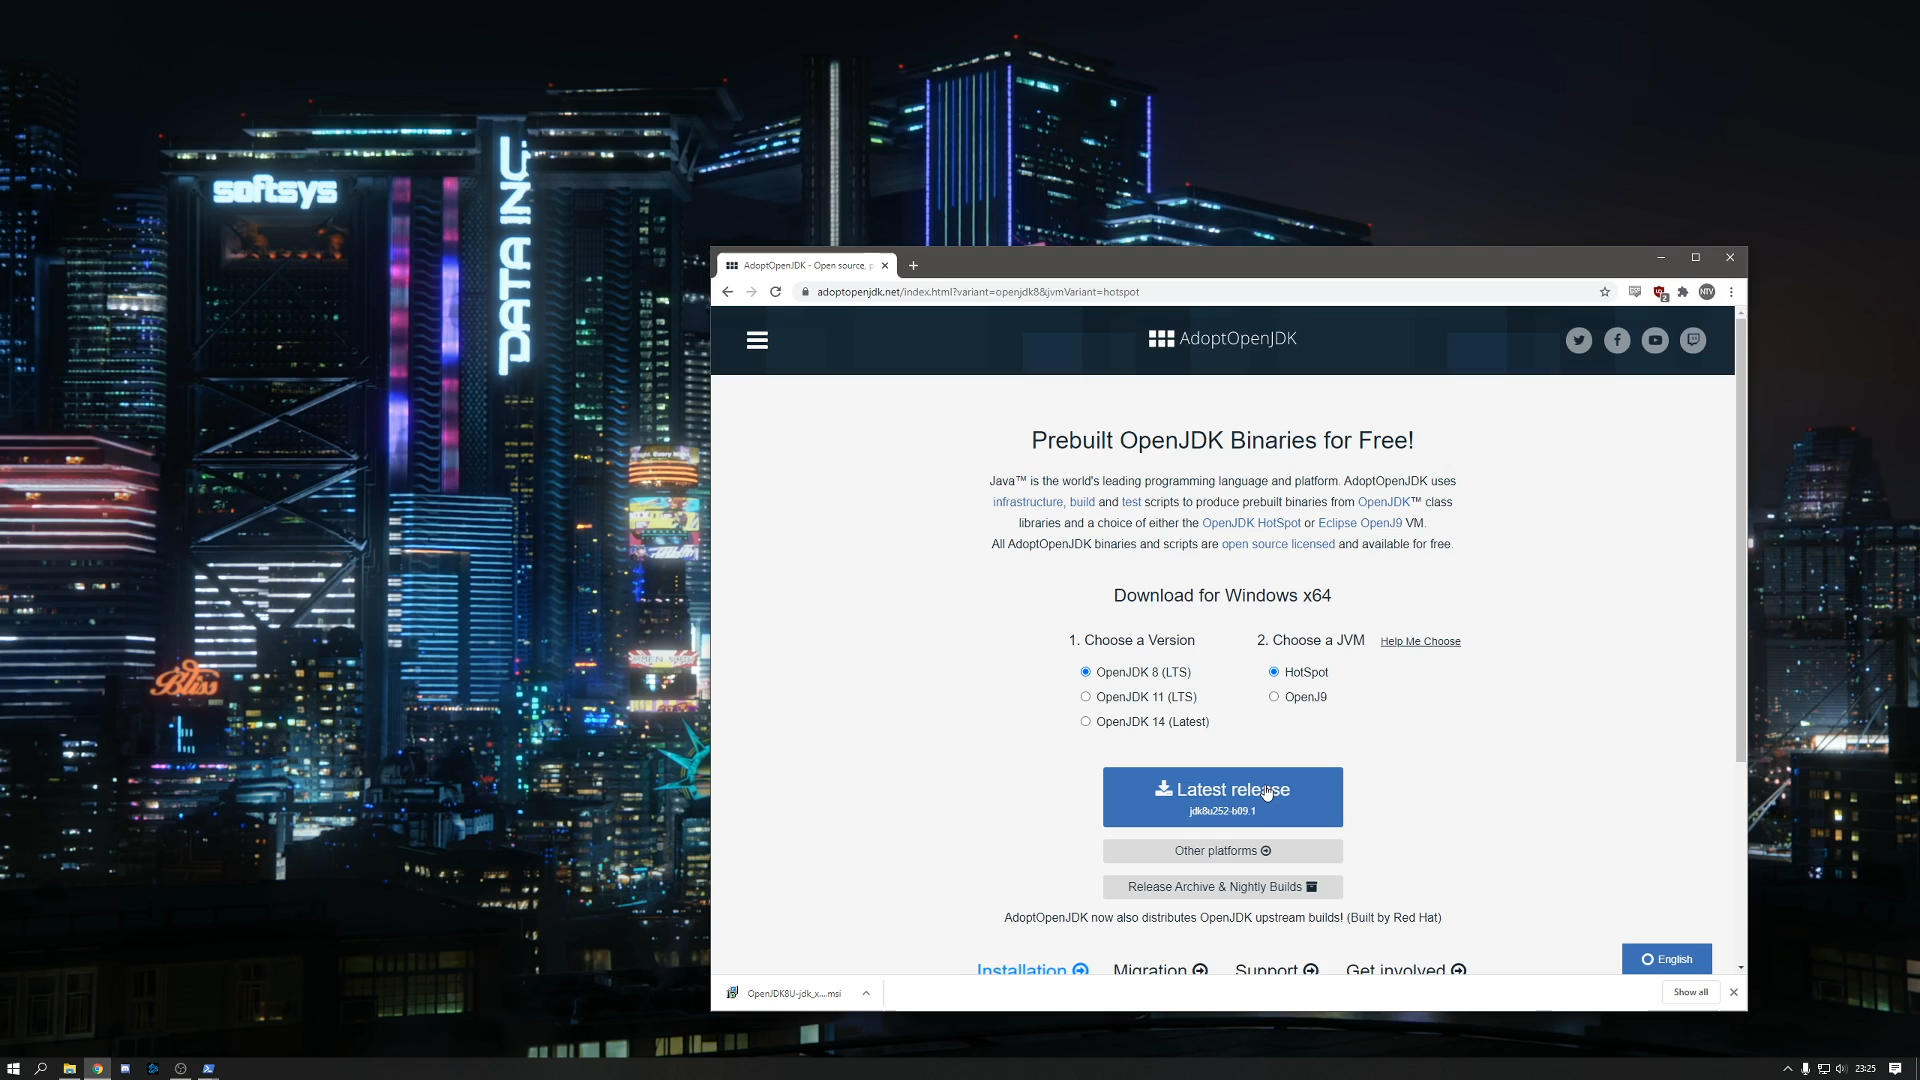 softsys
DATA INC
Bliss
AdoptOpenJDK - Open source, p
adoptopenjdk.net/index.html?variant=openjdk8&jvmVariant=hotspot
2
NTV
AdoptOpenJDK
Prebuilt OpenJDK Binaries for Free!
Java™ is the world's leading programming language and platform. AdoptOpenJDK uses
infrastructure, build and test scripts to produce prebuilt binaries from OpenJDK™ class
libraries and a choice of either the OpenJDK HotSpot or Eclipse OpenJ9 VM.
All AdoptOpenJDK binaries and scripts are open source licensed and available for free.
Download for Windows x64
1. Choose a Version
2. Choose a JVM Help Me Choose
OpenJDK 8 (LTS)
HotSpot
OpenJDK 11 (LTS)
OpenJ9
OpenJDK 14 (Latest)
Latest release
jdk8u252-b09.1
Other platforms
Release Archive & Nightly Builds
AdoptOpenJDK now also distributes OpenJDK upstream builds! (Built by Red Hat)
Installation Migration Support Get involved
English
OpenJDK8U-jdk_x....msi
Show all
23:25